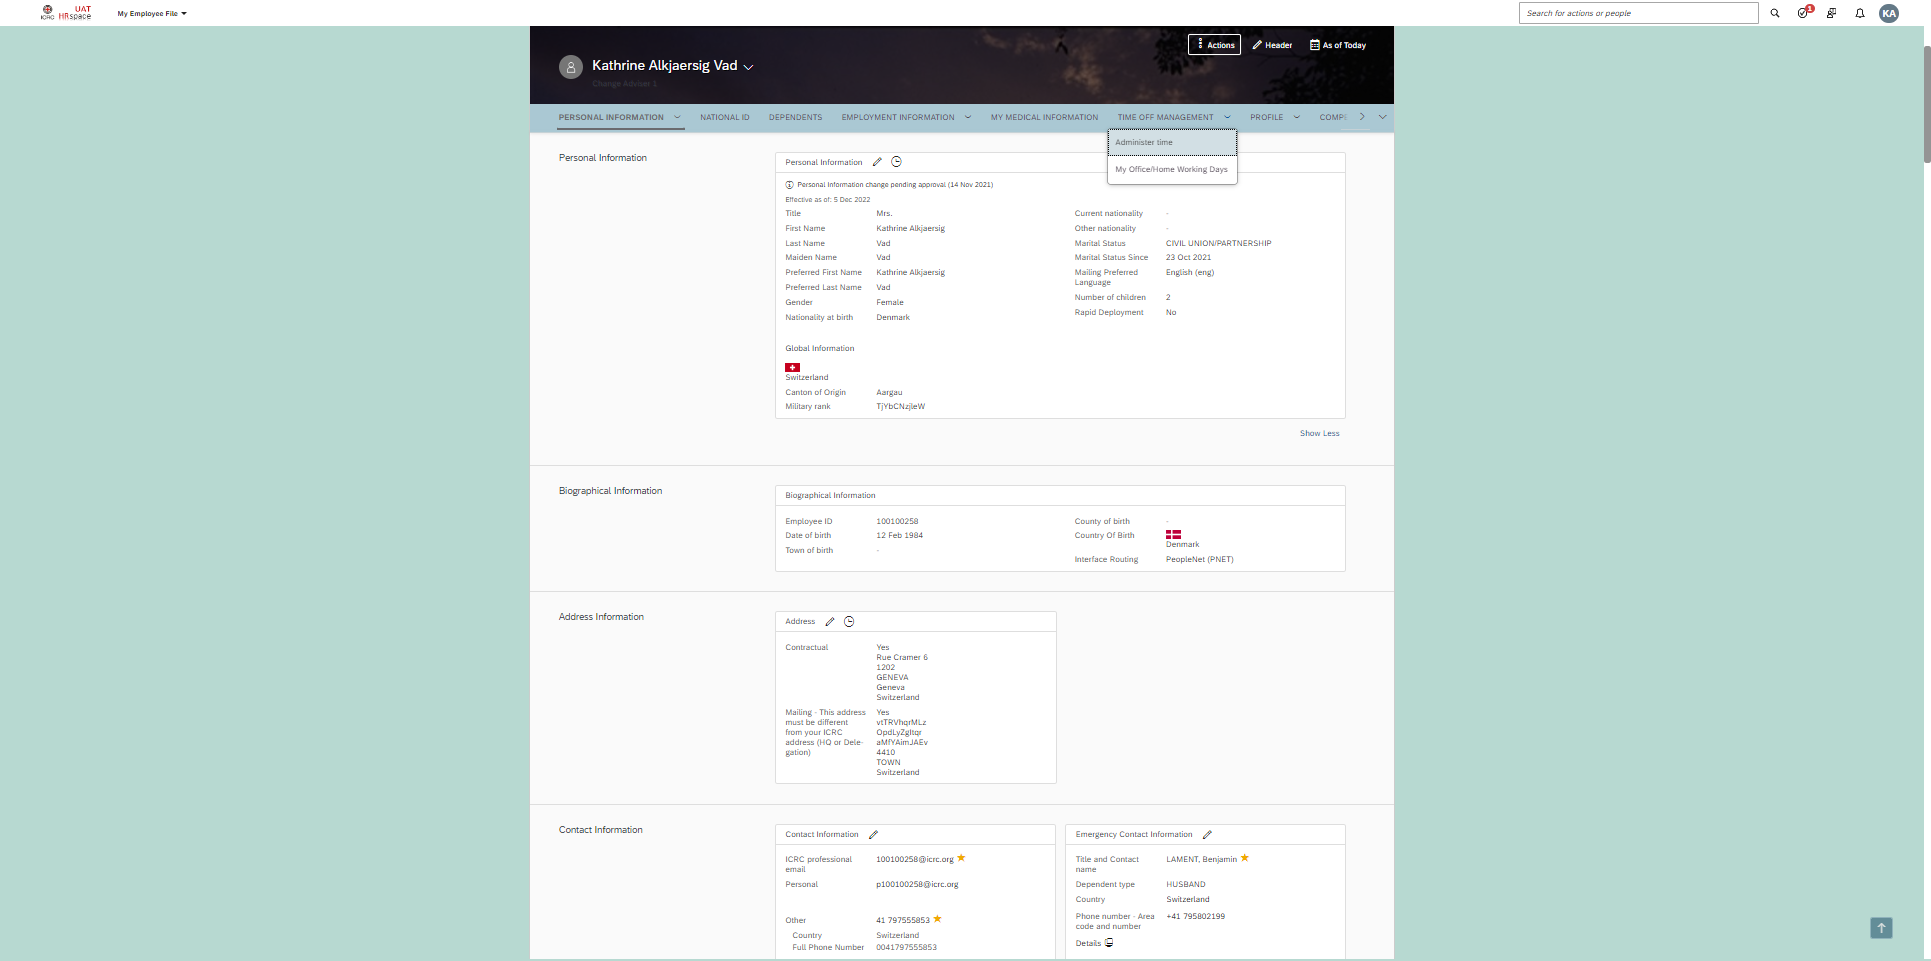 ICRC
UAT
HRspace
My Employee File
Search for actions or people
1
KA
Actions
Header
As of Today
Kathrine Alkjaersig Vad
Change Adviser 1
PERSONAL INFORMATION
NATIONAL ID
DEPENDENTS
EMPLOYMENT INFORMATION
MY MEDICAL INFORMATION
TIME OFF MANAGEMENT
PROFILE
COMPE
Administer time
My Office/Home Working Days
Personal Information
Personal Information
Personal Information change pending approval (14 Nov 2021)
Effective as of: 5 Dec 2022
Title Mrs.
First Name Kathrine Alkjaersig
Last Name Vad
Maiden Name Vad
Preferred First Name Kathrine Alkjaersig
Preferred Last Name Vad
Gender Female
Nationality at birth Denmark
Current nationality -
Other nationality -
Marital Status CIVIL UNION/PARTNERSHIP
Marital Status Since 23 Oct 2021
Mailing Preferred English (eng)
Language
Number of children 2
Rapid Deployment No
Global Information
Switzerland
Canton of Origin Aargau
Military rank TjYbCNzjleW
Show Less
Biographical Information
Biographical Information
Employee ID 100100258
Date of birth 12 Feb 1984
Town of birth -
County of birth -
Country Of Birth
Denmark
Interface Routing PeopleNet (PNET)
Address Information
Address
Contractual Yes
Rue Cramer 6
1202
GENEVA
Geneva
Switzerland
Mailing - This address Yes
must be different vtTRVhqrMLz
from your ICRC OpdLyZgltqr
address (HQ or Dele- aMfYAimJAEv
gation) 4410
TOWN
Switzerland
Contact Information
Contact Information
ICRC professional 100100258@icrc.org
email
Personal p100100258@icrc.org
Other 41 797555853
Country Switzerland
Full Phone Number 0041797555853
Emergency Contact Information
Title and Contact LAMENT, Benjamin
name
Dependent type HUSBAND
Country Switzerland
Phone number - Area +41 795802199
code and number
Details